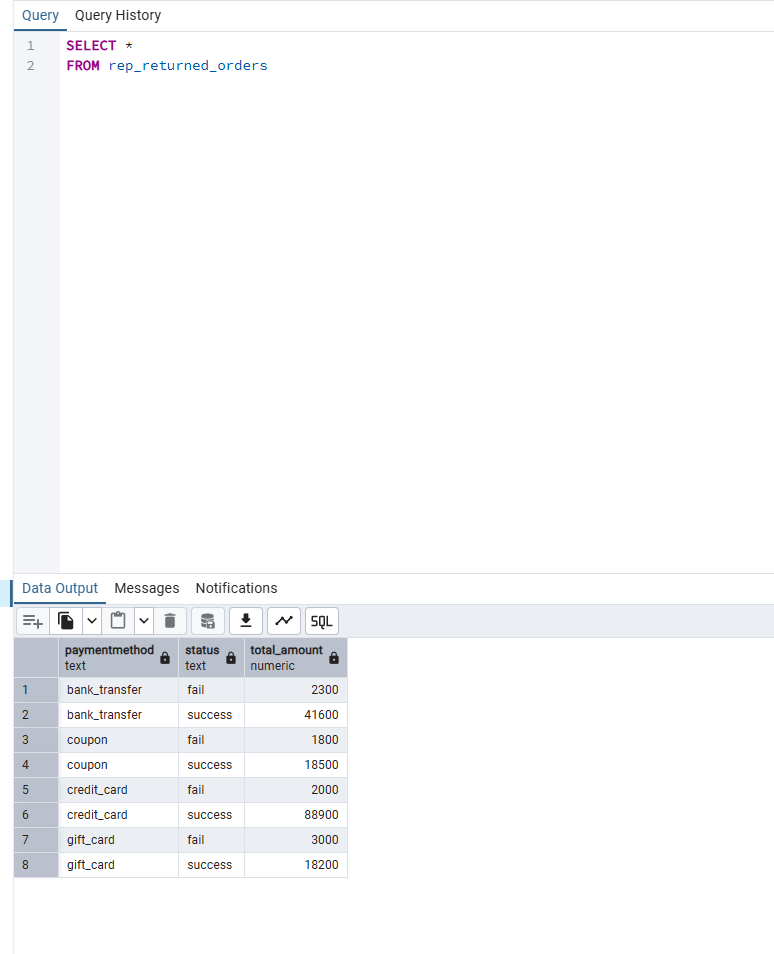 Query Query History
1 SELECT *
2 FROM rep_returned_orders
Data Output Messages Notifications
SQL
paymentmethod status total_amount
text text numeric
1 bank_transfer fail 2300
2 bank_transfer success 41600
3 coupon fail 1800
4 coupon success 18500
5 credit_card fail 2000
6 credit_card success 88900
7 gift_card fail 3000
8 gift_card success 18200